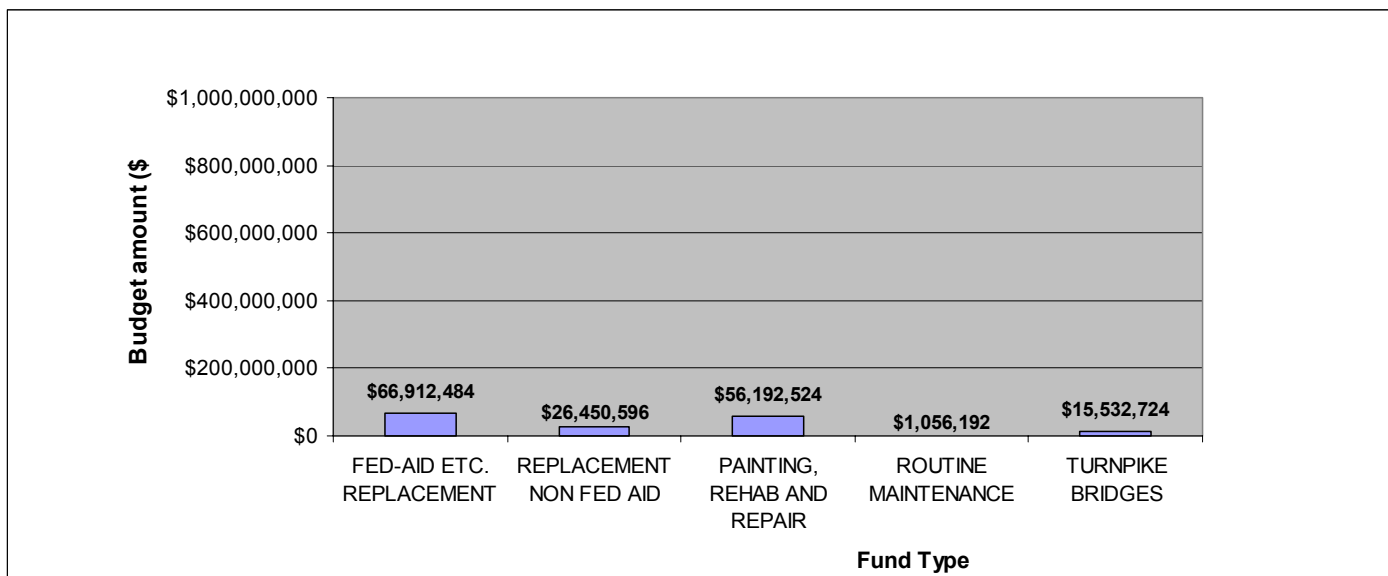 $1,000,000,000
$800,000,000
$600,000,000
$400,000,000
$200,000,000
$0
Budget amount ($
$66,912,484
$26,450,596
$56,192,524
$1,056,192
$15,532,724
FED-AID ETC.
REPLACEMENT
REPLACEMENT
NON FED AID
PAINTING,
REHAB AND
REPAIR
ROUTINE
MAINTENANCE
TURNPIKE
BRIDGES
Fund Type